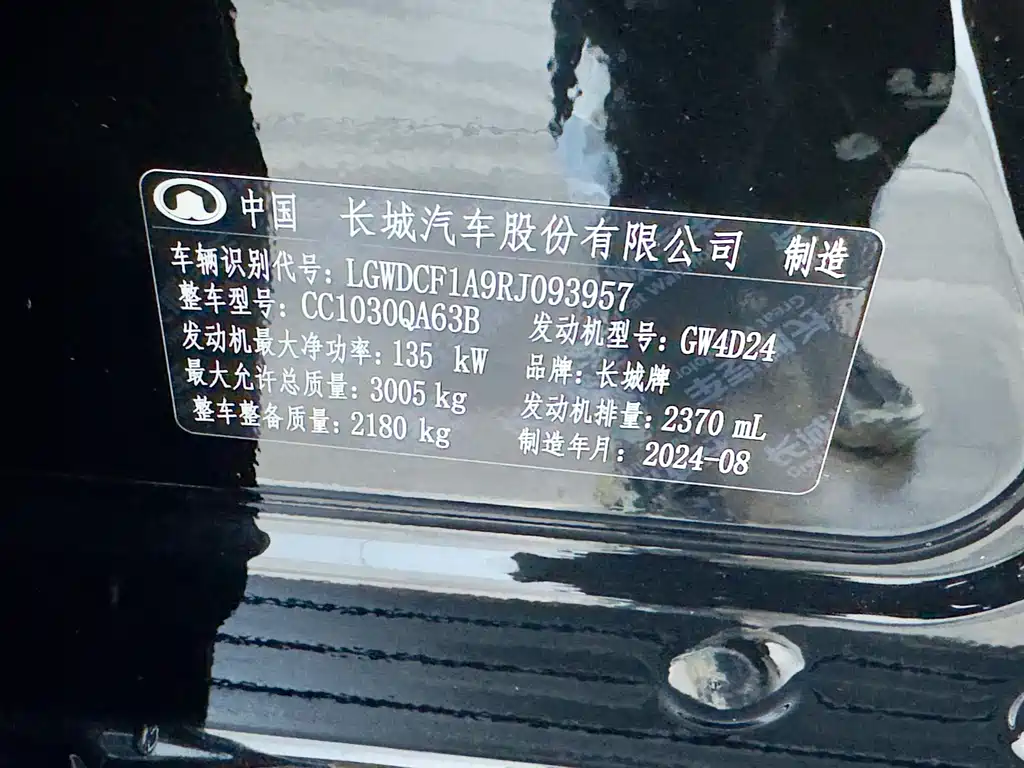 中国 长城汽车股份有限公司 制造
车辆识别代号: LGWDCF1A9RJ093957
整车型号: CC1030QA63B 发动机型号: GW4D24
发动机最大净功率: 135 kW 品牌: 长城牌
最大允许总质量: 3005 kg 发动机排量: 2370 mL
整车整备质量: 2180 kg 制造年月: 2024-08